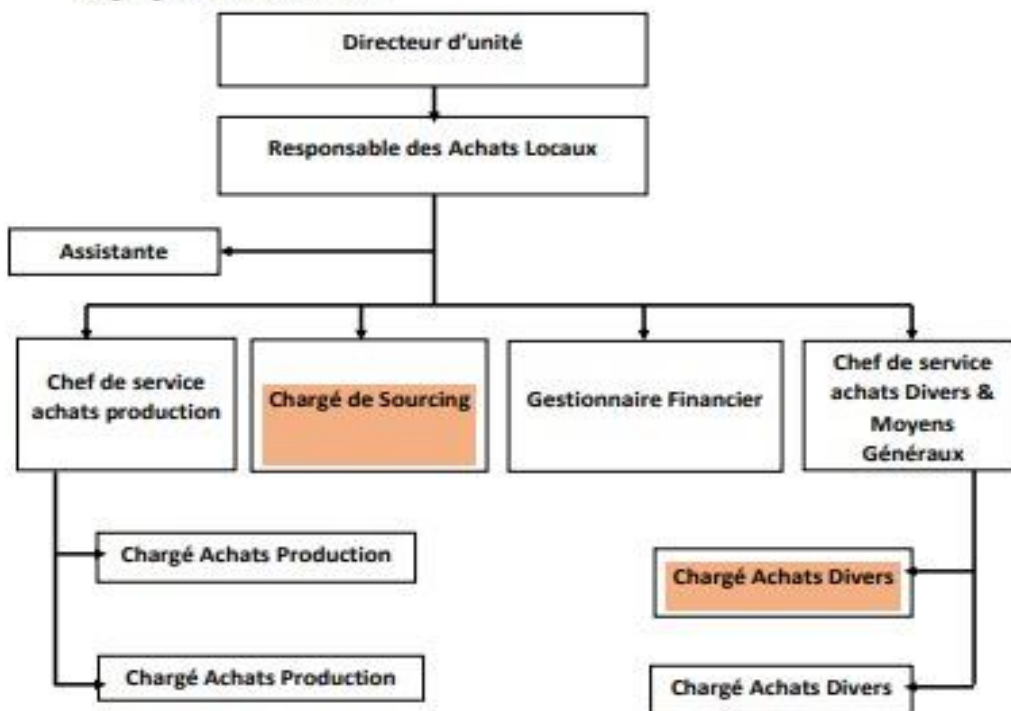 Directeur d'unité
Responsable des Achats Locaux
Assistante
Chef de service
achats production
Chargé de Sourcing
Gestionnaire Financier
Chef de service
achats Divers &
Moyens
Généraux
Chargé Achats Production
Chargé Achats Divers
Chargé Achats Production
Chargé Achats Divers